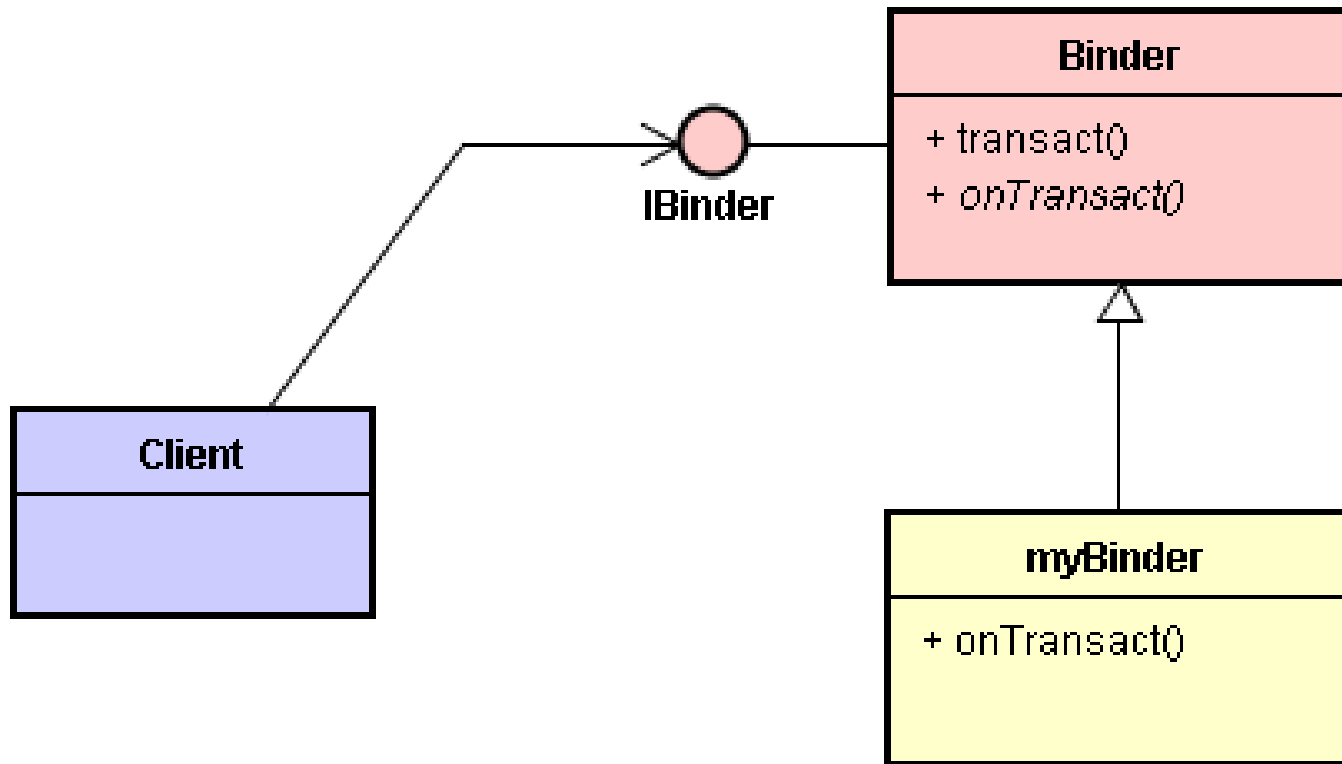 Binder
+ transact()
+ onTransact()
IBinder
Client
myBinder
+ onTransact()